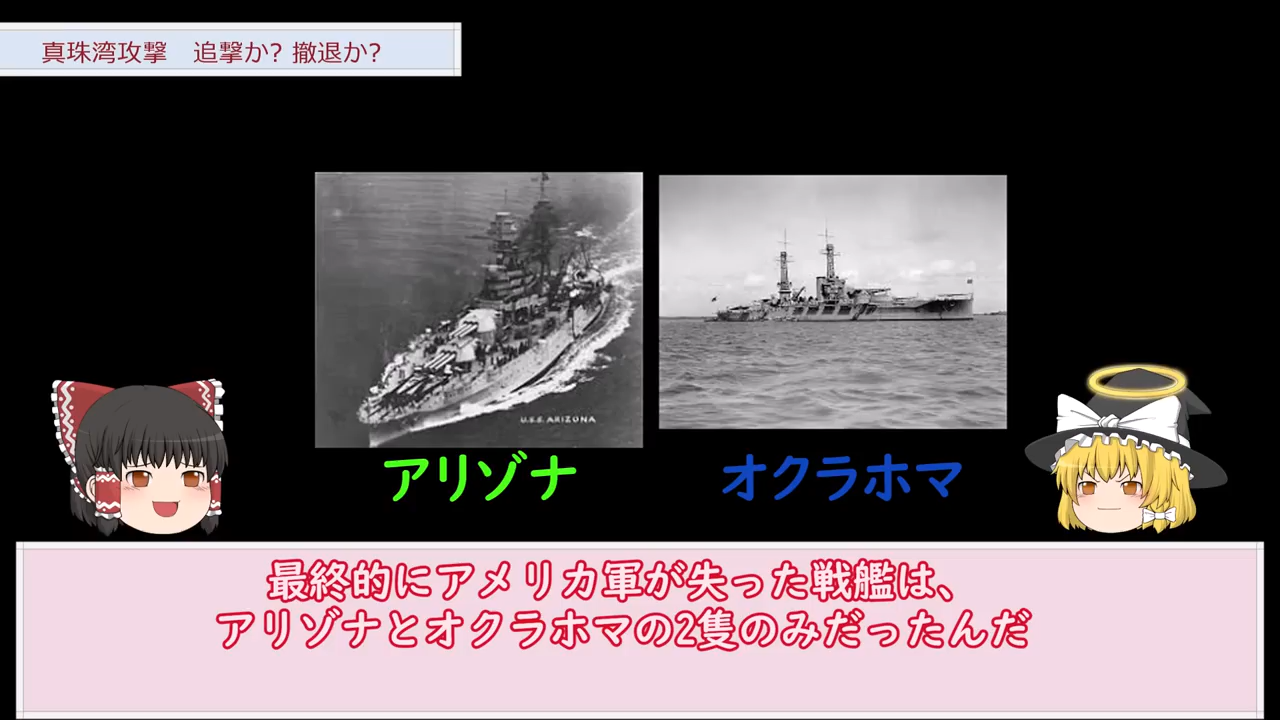 真珠湾攻撃　追撃か? 撤退か?
U.S.S. ARIZONA
アリゾナ
オクラホマ
最終的にアメリカ軍が失った戦艦は、
アリゾナとオクラホマの2隻のみだったんだ